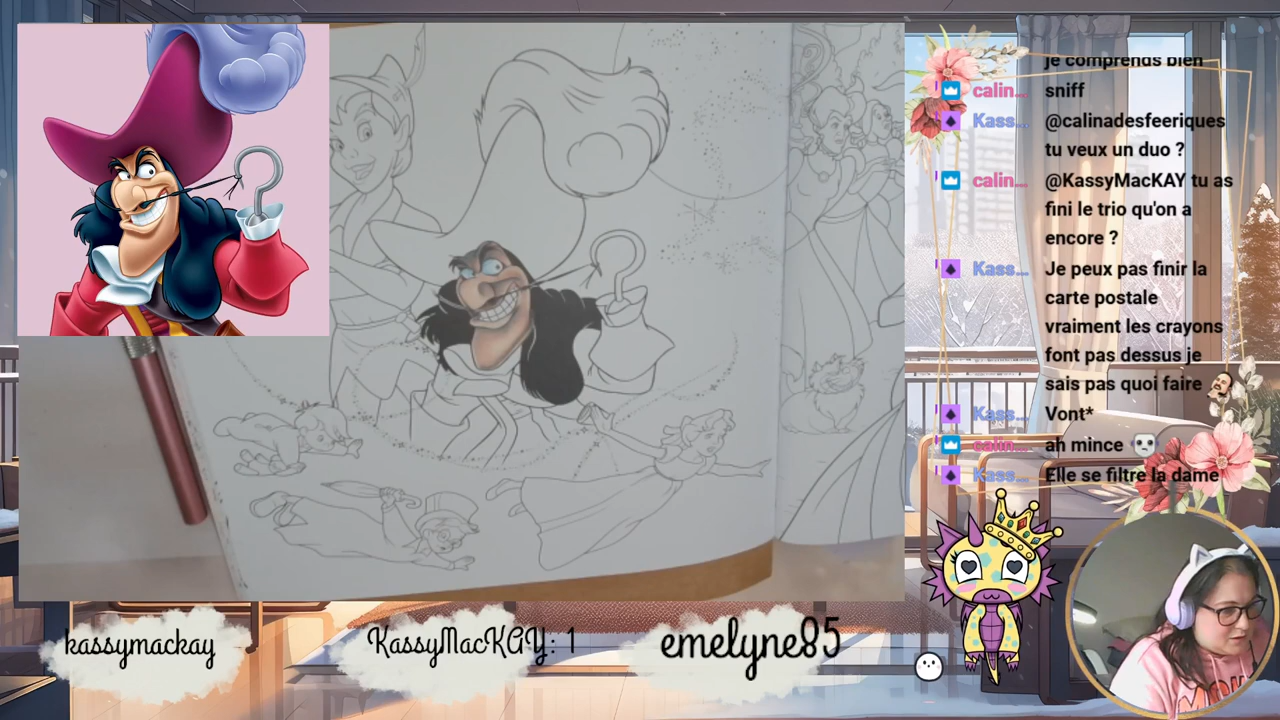 je comprends bien
calin... sniff
Kass... @calinadesfeeriques
tu veux un duo ?
calin... @KassyMacKAY tu as
fini le trio qu'on a
encore ?
Kass... Je peux pas finir la
carte postale
vraiment les crayons
font pas dessus je
sais pas quoi faire
Kass... Vont*
calin... ah mince
Kass... Elle se filtre la dame
kassymackay
KassyMacKAY: 1
emelyne85